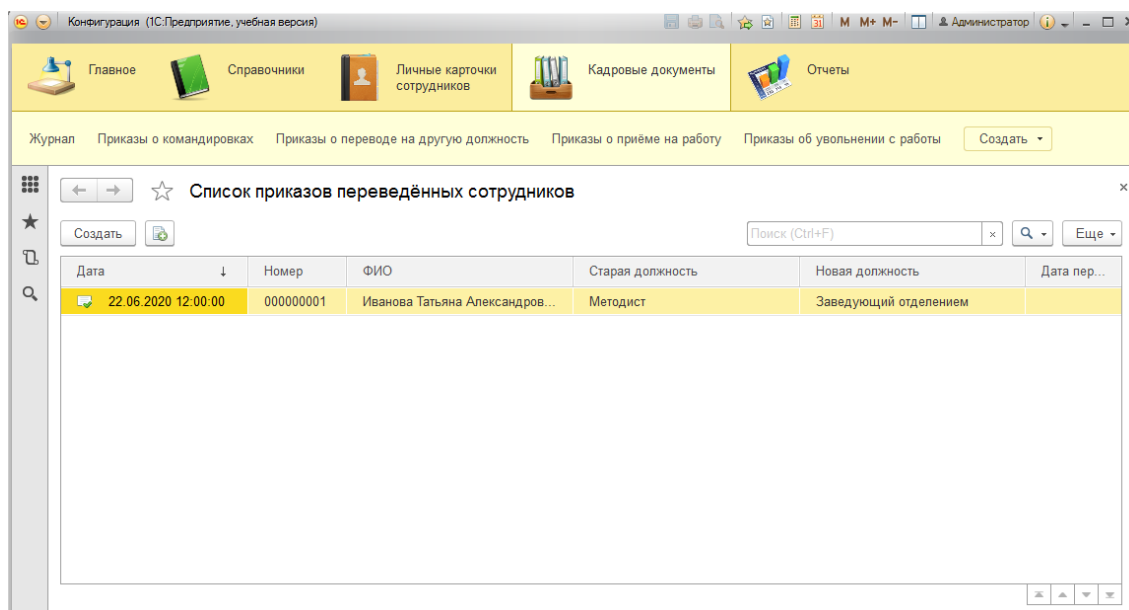 Конфигурация (1С:Предприятие, учебная версия) M M+ M- Администратор
Главное Справочники Личные карточки сотрудников Кадровые документы Отчеты
Журнал Приказы о командировках Приказы о переводе на другую должность Приказы о приёме на работу Приказы об увольнении с работы Создать
Список приказов переведённых сотрудников
Создать Поиск (Ctrl+F) × Еще
Дата ↓ Номер ФИО Старая должность Новая должность Дата пер...
22.06.2020 12:00:00 000000001 Иванова Татьяна Александров... Методист Заведующий отделением